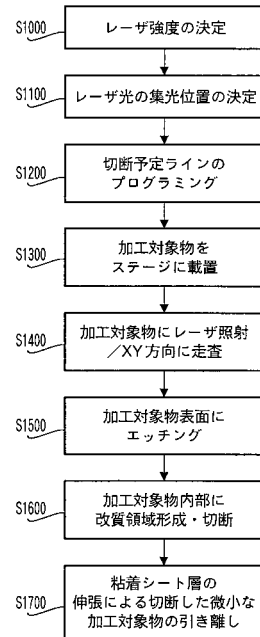 S1000
レーザ強度の決定
S1100
レーザ光の集光位置の決定
S1200
切断予定ラインの
プログラミング
S1300
加工対象物を
ステージに載置
S1400
加工対象物にレーザ照射
／XY方向に走査
S1500
加工対象物表面に
エッチング
S1600
加工対象物内部に
改質領域形成・切断
S1700
粘着シート層の
伸張による切断した微小な
加工対象物の引き離し